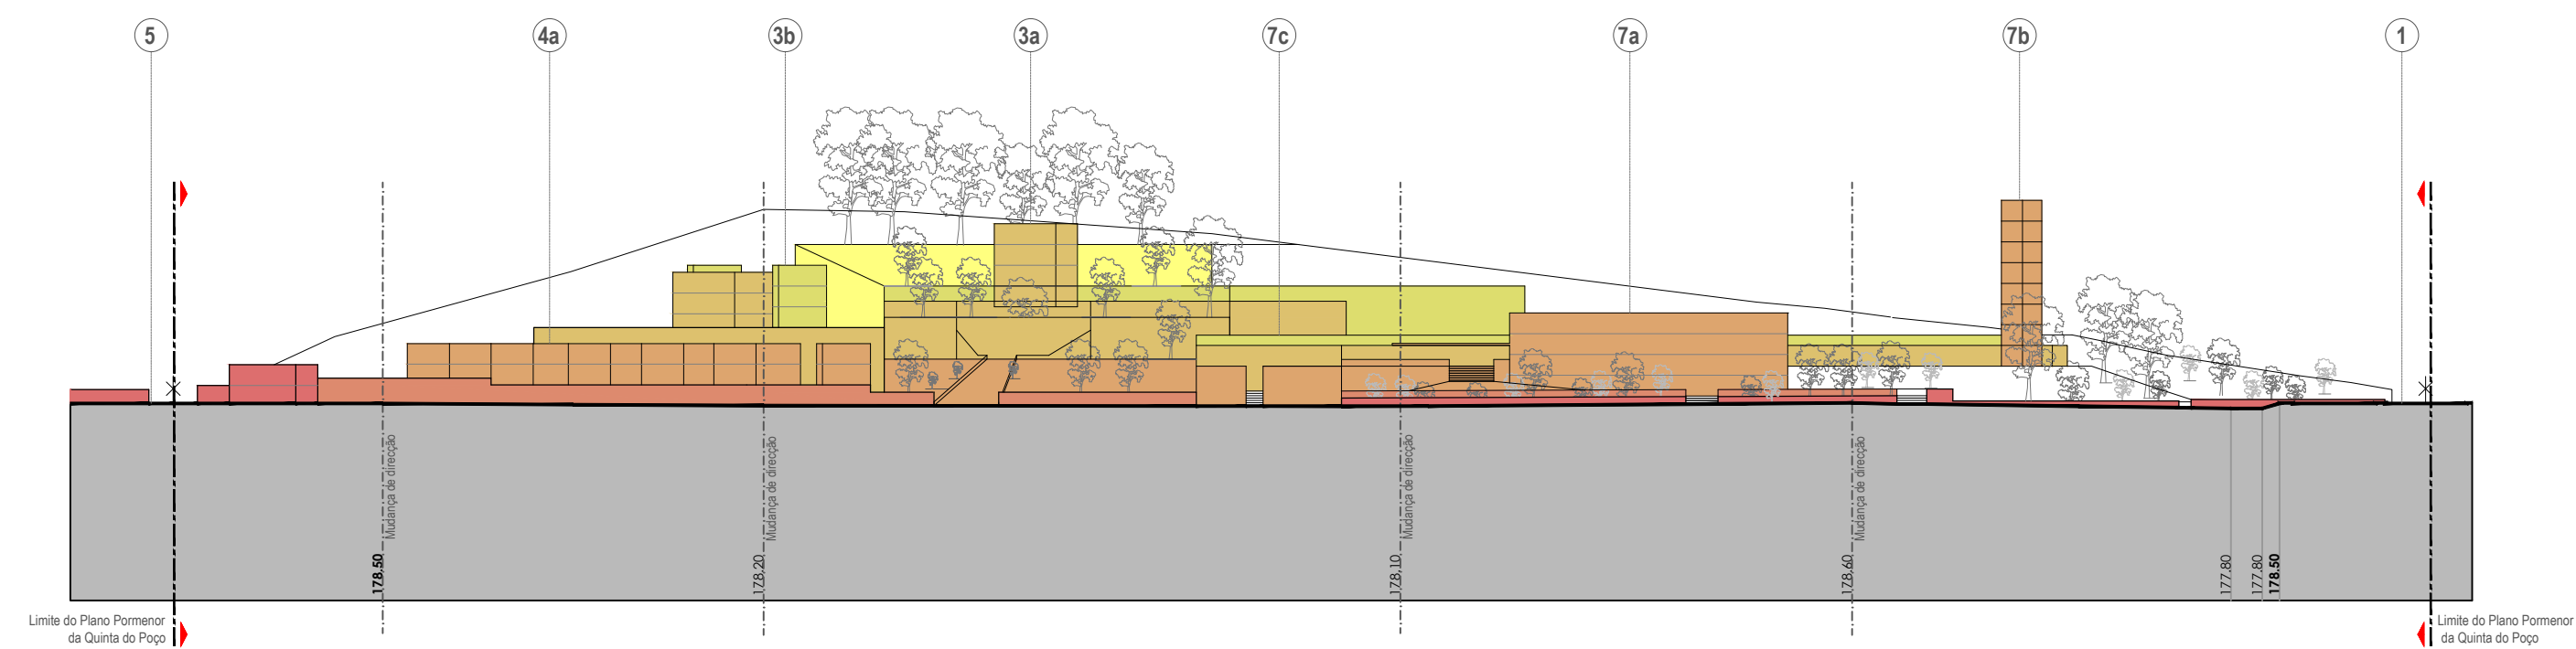 5
4a
3b
3a
7c
7a
7b
1
Mudança de direcção
Mudança de direcção
Mudança de direcção
Mudança de direcção
178.50
178.20
178.10
178.60
177.80
177.80
178.50
Limite do Plano Pormenor
da Quinta do Poço
Limite do Plano Pormenor
da Quinta do Poço